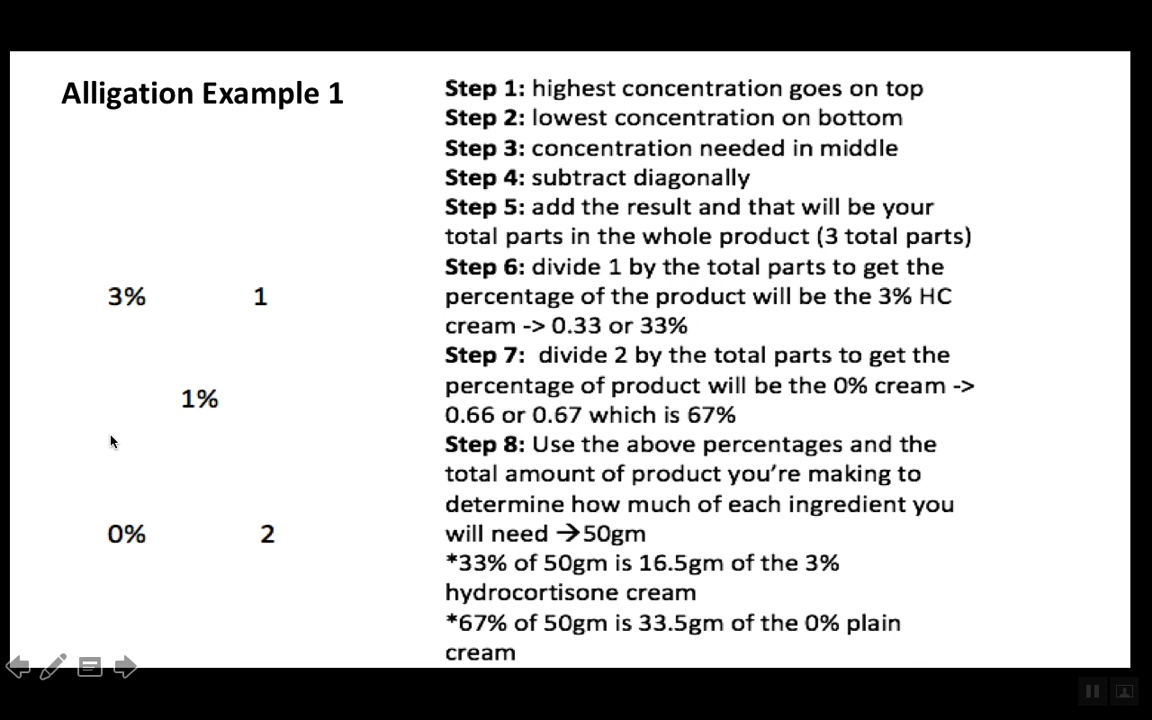 Alligation Example 1
3% 1
1%
0% 2
Step 1: highest concentration goes on top
Step 2: lowest concentration on bottom
Step 3: concentration needed in middle
Step 4: subtract diagonally
Step 5: add the result and that will be your
total parts in the whole product (3 total parts)
Step 6: divide 1 by the total parts to get the
percentage of the product will be the 3% HC
cream -> 0.33 or 33%
Step 7:  divide 2 by the total parts to get the
percentage of product will be the 0% cream ->
0.66 or 0.67 which is 67%
Step 8: Use the above percentages and the
total amount of product you’re making to
determine how much of each ingredient you
will need →50gm
*33% of 50gm is 16.5gm of the 3%
hydrocortisone cream
*67% of 50gm is 33.5gm of the 0% plain
cream